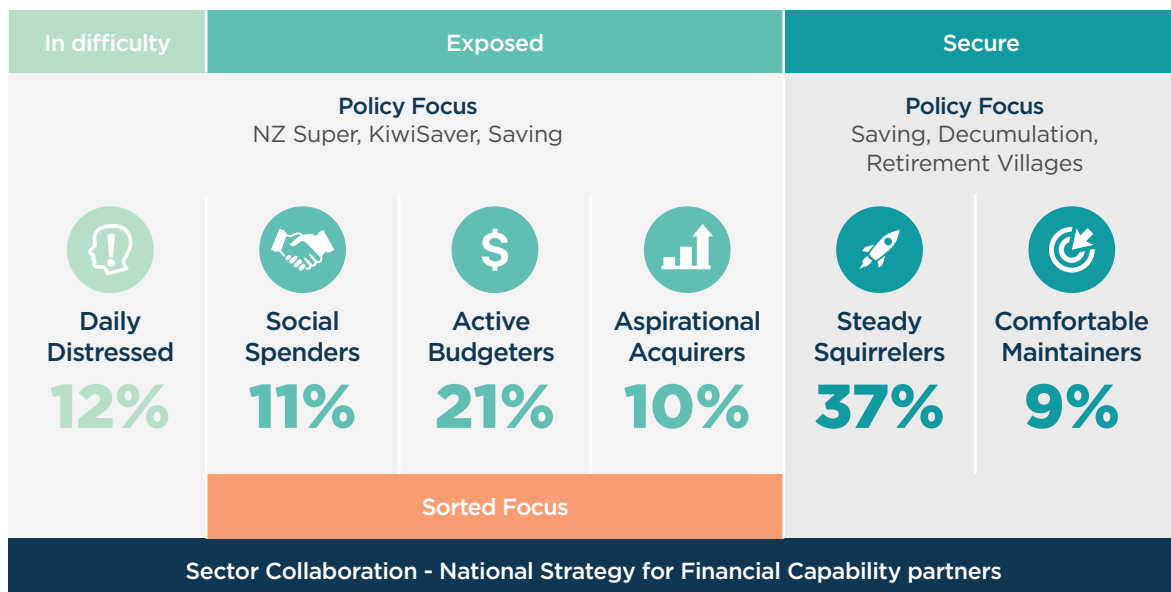 In difficulty
Exposed
Secure
Policy Focus
NZ Super, KiwiSaver, Saving
Policy Focus
Saving, Decumulation,
Retirement Villages
Daily
Distressed
12%
Social
Spenders
11%
$
Active
Budgeters
21%
Aspirational
Acquirers
10%
Steady
Squirrelers
37%
Comfortable
Maintainers
9%
Sorted Focus
Sector Collaboration - National Strategy for Financial Capability partners